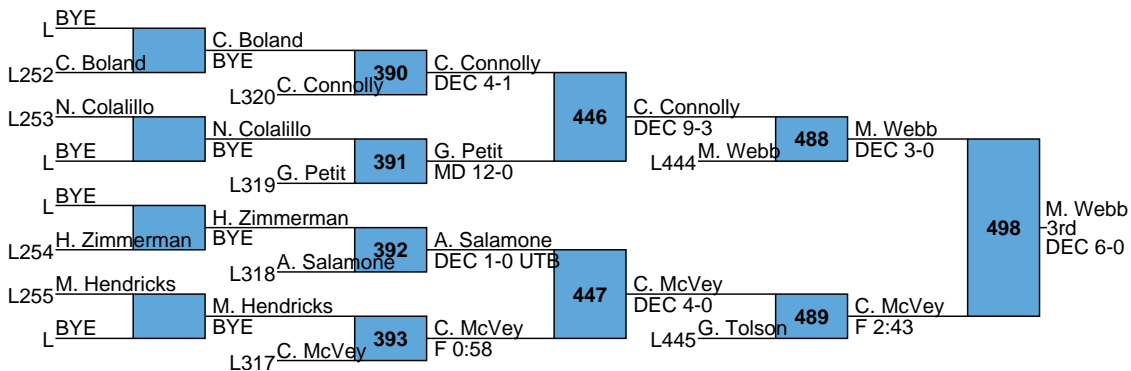 L BYE
L252 C. Boland
C. Boland
BYE
L320 C. Connolly
390
C. Connolly
DEC 4-1
L253 N. Colalillo
L BYE
N. Colalillo
BYE
L319 G. Petit
391
G. Petit
MD 12-0
446
C. Connolly
DEC 9-3
L444 M. Webb
488
M. Webb
DEC 3-0
L BYE
L254 H. Zimmerman
H. Zimmerman
BYE
L318 A. Salamone
392
A. Salamone
DEC 1-0 UTB
L255 M. Hendricks
L BYE
M. Hendricks
BYE
L317 C. McVey
393
C. McVey
F 0:58
447
C. McVey
DEC 4-0
L445 G. Tolson
489
C. McVey
F 2:43
498
M. Webb
3rd
DEC 6-0